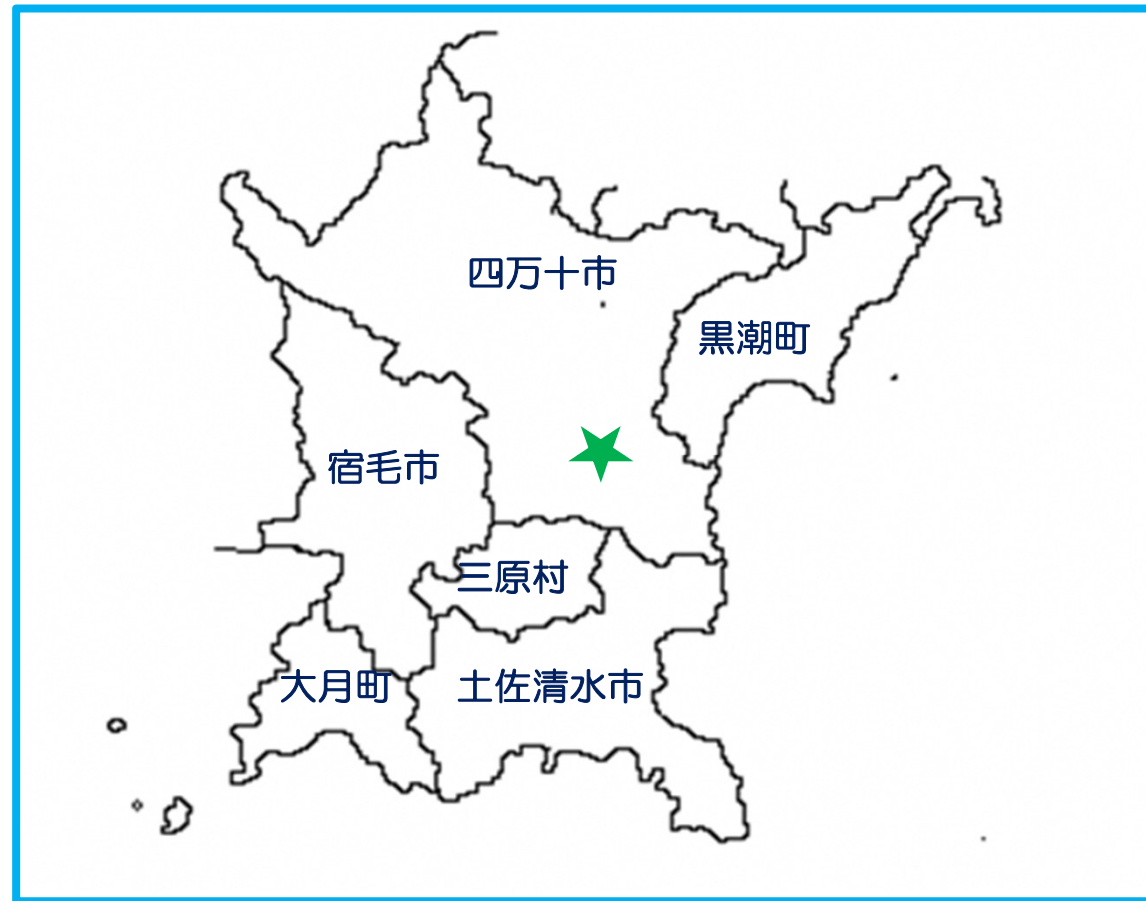 四万十市
黒潮町
宿毛市
三原村
大月町
土佐清水市